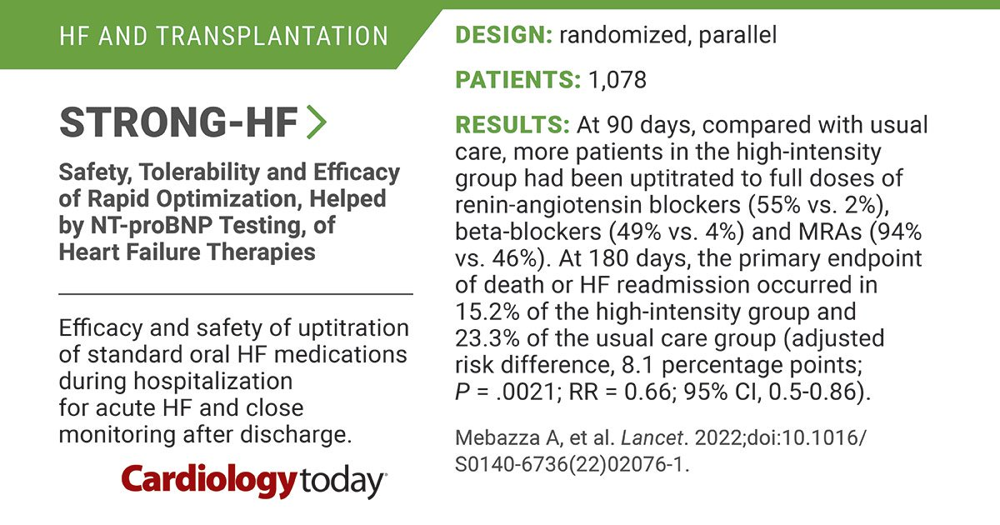 HF AND TRANSPLANTATION
STRONG-HF >
Safety, Tolerability and Efficacy
of Rapid Optimization, Helped
by NT-proBNP Testing, of
Heart Failure Therapies
Efficacy and safety of uptitration
of standard oral HF medications
during hospitalization
for acute HF and close
monitoring after discharge.
Cardiology today
DESIGN: randomized, parallel
PATIENTS: 1,078
RESULTS: At 90 days, compared with usual
care, more patients in the high-intensity
group had been uptitrated to full doses of
renin-angiotensin blockers (55% vs. 2%),
beta-blockers (49% vs. 4%) and MRAs (94%
vs. 46%). At 180 days, the primary endpoint
of death or HF readmission occurred in
15.2% of the high-intensity group and
23.3% of the usual care group (adjusted
risk difference, 8.1 percentage points;
P = .0021; RR = 0.66; 95% CI, 0.5-0.86).
Mebazza A, et al. Lancet. 2022;doi:10.1016/
S0140-6736(22)02076-1.